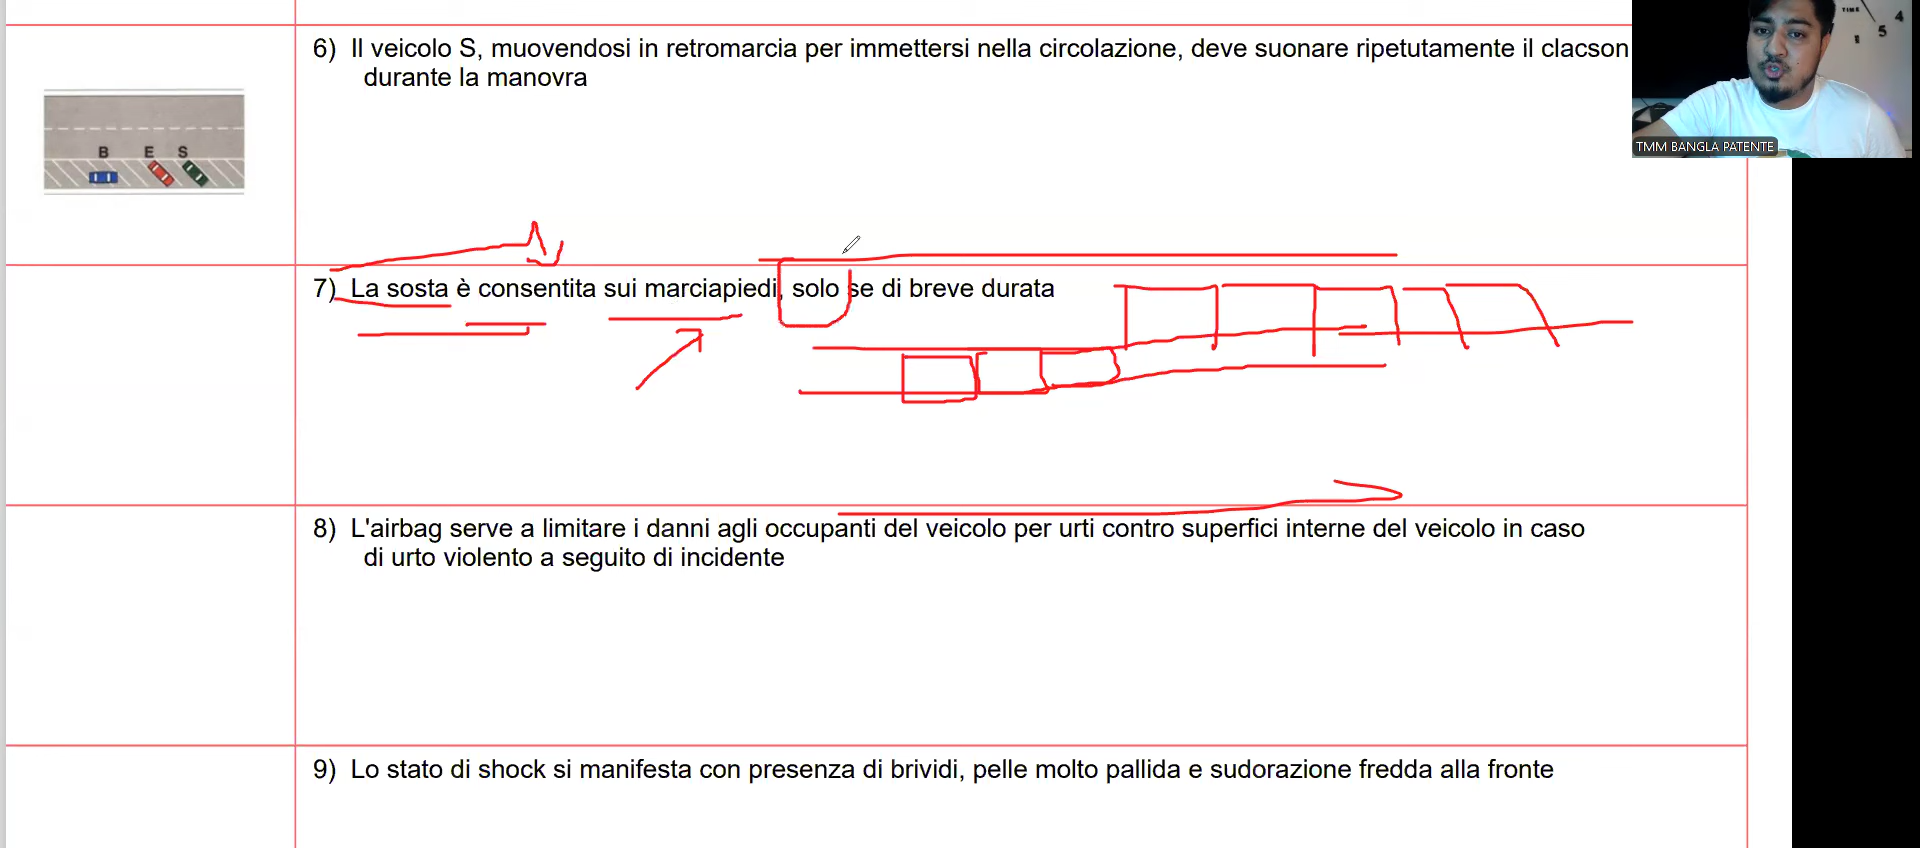 6) Il veicolo S, muovendosi in retromarcia per immettersi nella circolazione, deve suonare ripetutamente il clacson
durante la manovra
B E S
TIME
4
5
TMM BANGLA PATENTE
7) La sosta è consentita sui marciapiedi, solo se di breve durata
8) L'airbag serve a limitare i danni agli occupanti del veicolo per urti contro superfici interne del veicolo in caso
di urto violento a seguito di incidente
9) Lo stato di shock si manifesta con presenza di brividi, pelle molto pallida e sudorazione fredda alla fronte